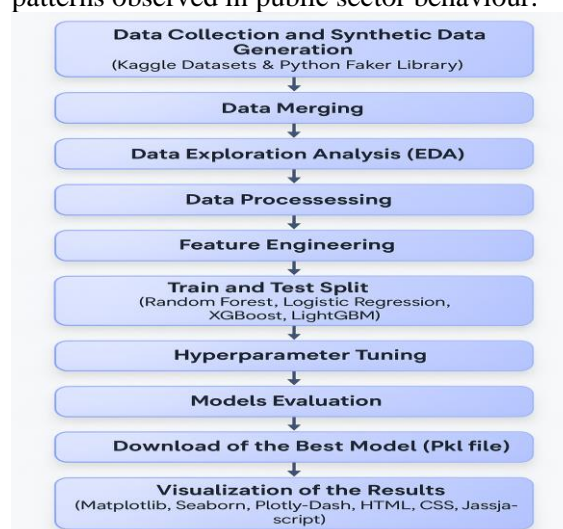 patterns observed in public sector behaviour.
Data Collection and Synthetic Data
Generation
(Kaggle Datasets & Python Faker Library)
Data Merging
Data Exploration Analysis (EDA)
Data Processessing
Feature Engineering
Train and Test Split
(Random Forest, Logistic Regression,
XGBoost, LightGBM)
Hyperparameter Tuning
Models Evaluation
Download of the Best Model (Pkl file)
Visualization of the Results
(Matplotlib, Seaborn, Plotly-Dash, HTML, CSS, Jassja-
script)